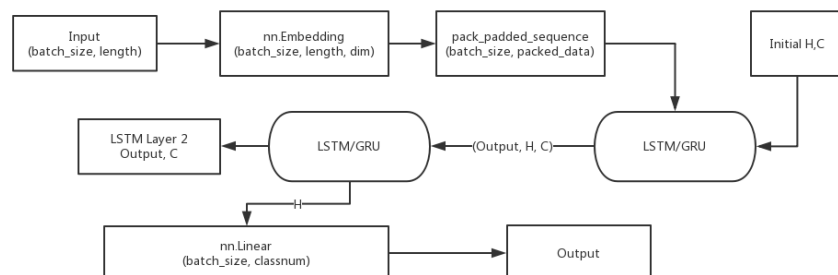 Input
(batch_size, length)
nn.Embedding
(batch_size, length, dim)
pack_padded_sequence
(batch_size, packed_data)
Initial H,C
LSTM Layer 2
Output, C
LSTM/GRU
(Output, H, C)
LSTM/GRU
H
nn.Linear
(batch_size, classnum)
Output